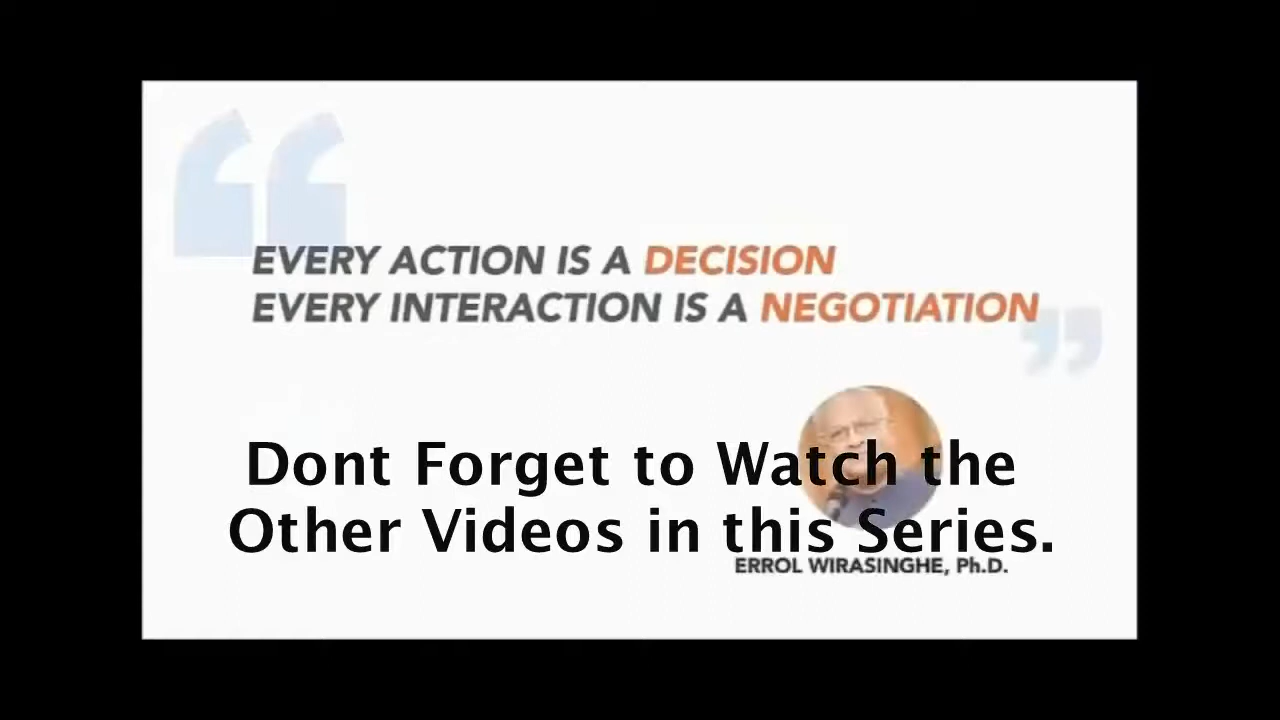 EVERY ACTION IS A DECISION
EVERY INTERACTION IS A NEGOTIATION
Dont Forget to Watch the
Other Videos in this Series.
ERROL WIRASINGHE, Ph.D.